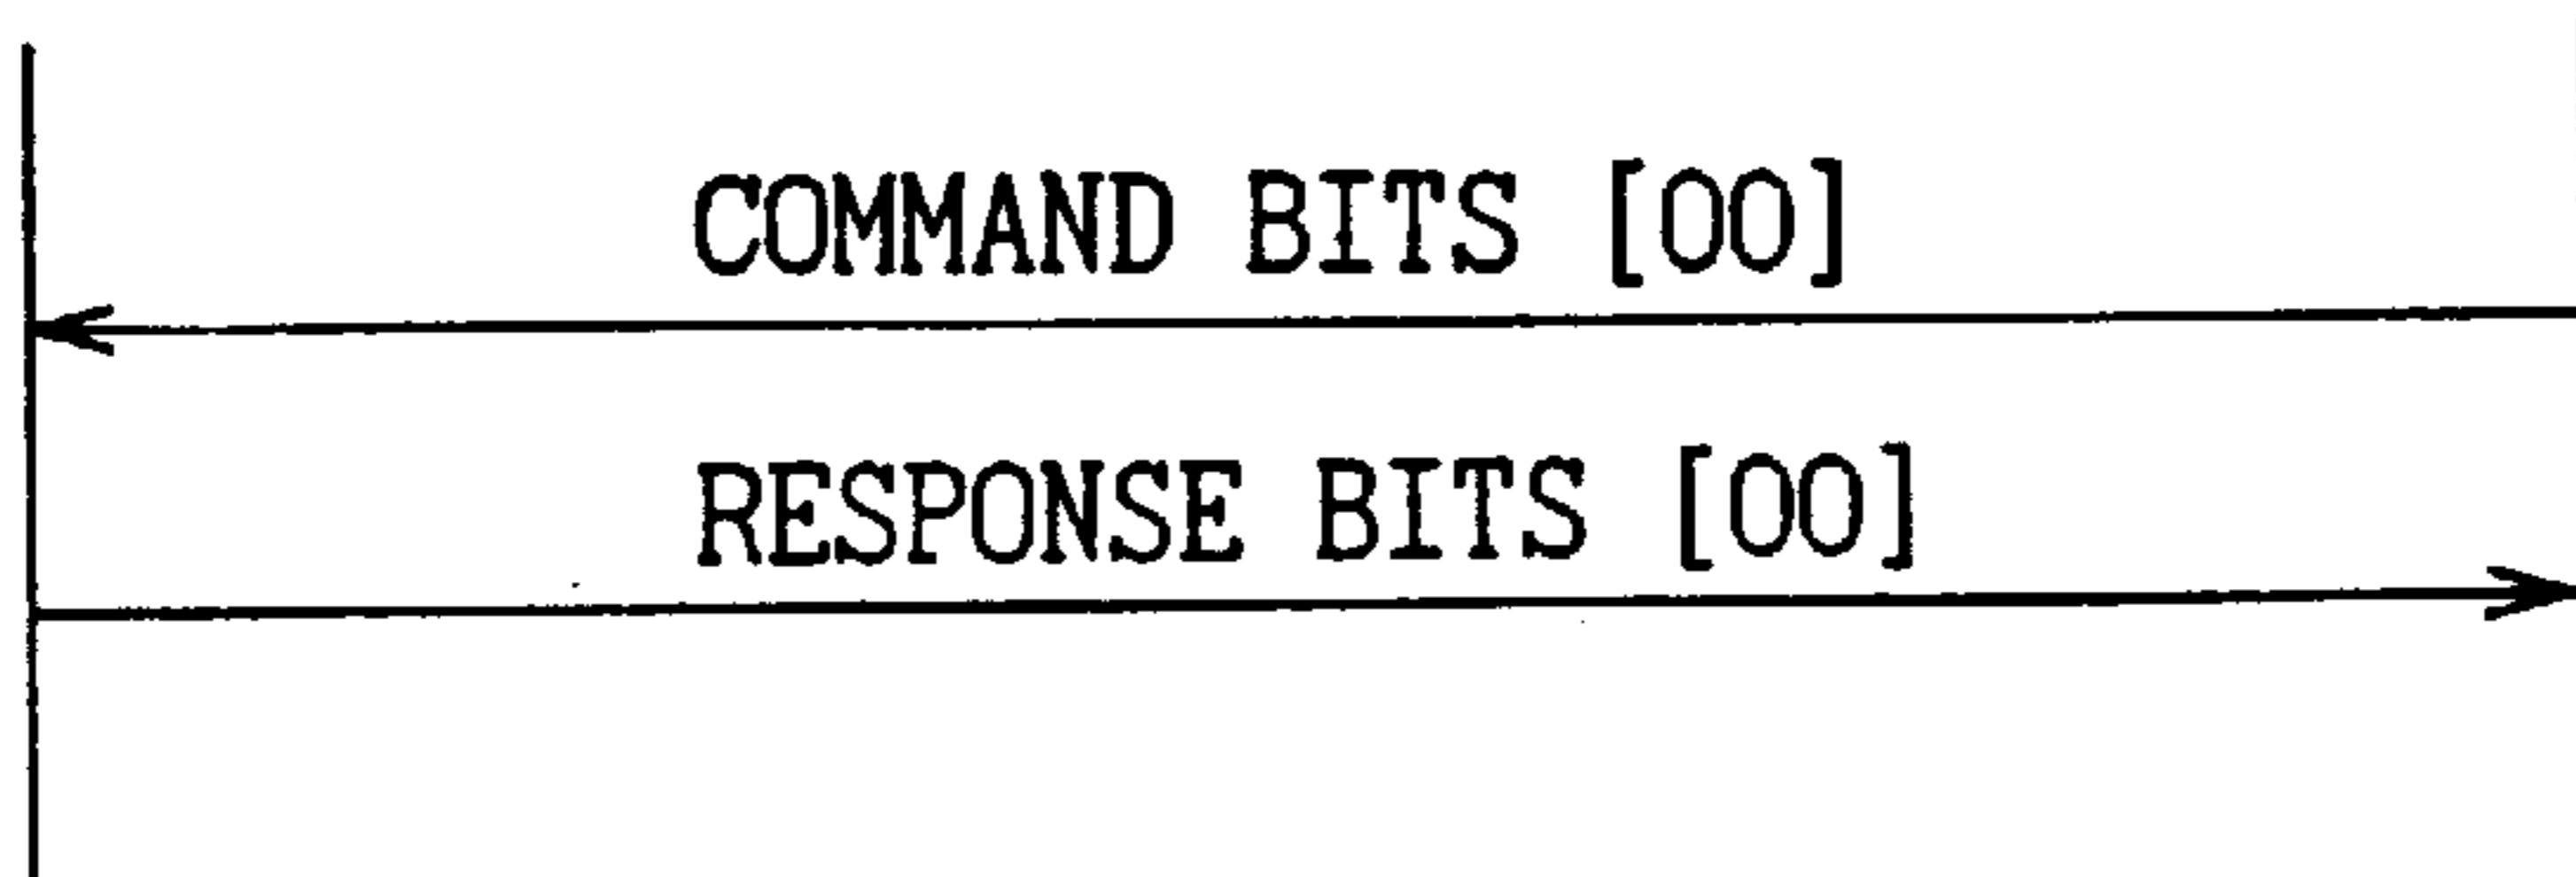 COMMAND BITS [00]
RESPONSE BITS [00]